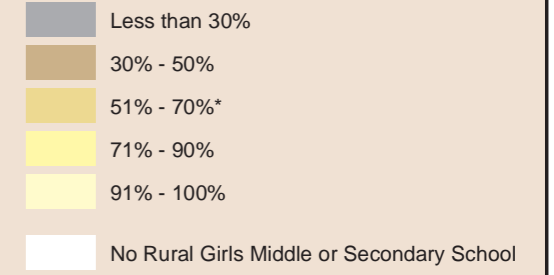 Less than 30%
30% - 50%
51% - 70%*
71% - 90%
91% - 100%
No Rural Girls Middle or Secondary School